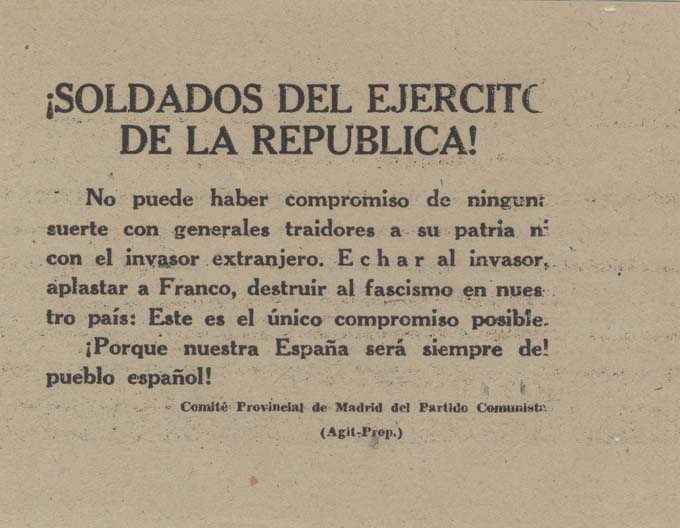 ¡SOLDADOS DEL EJERCITO
DE LA REPUBLICA!
No puede haber compromiso de ninguna
suerte con generales traidores a su patria ni
con el invasor extranjero. Echar al invasor,
aplastar a Franco, destruir al fascismo en nues-
tro país: Este es el único compromiso posible.
¡Porque nuestra España será siempre del
pueblo español!
Comité Provincial de Madrid del Partido Comunista
(Agit-Prop.)